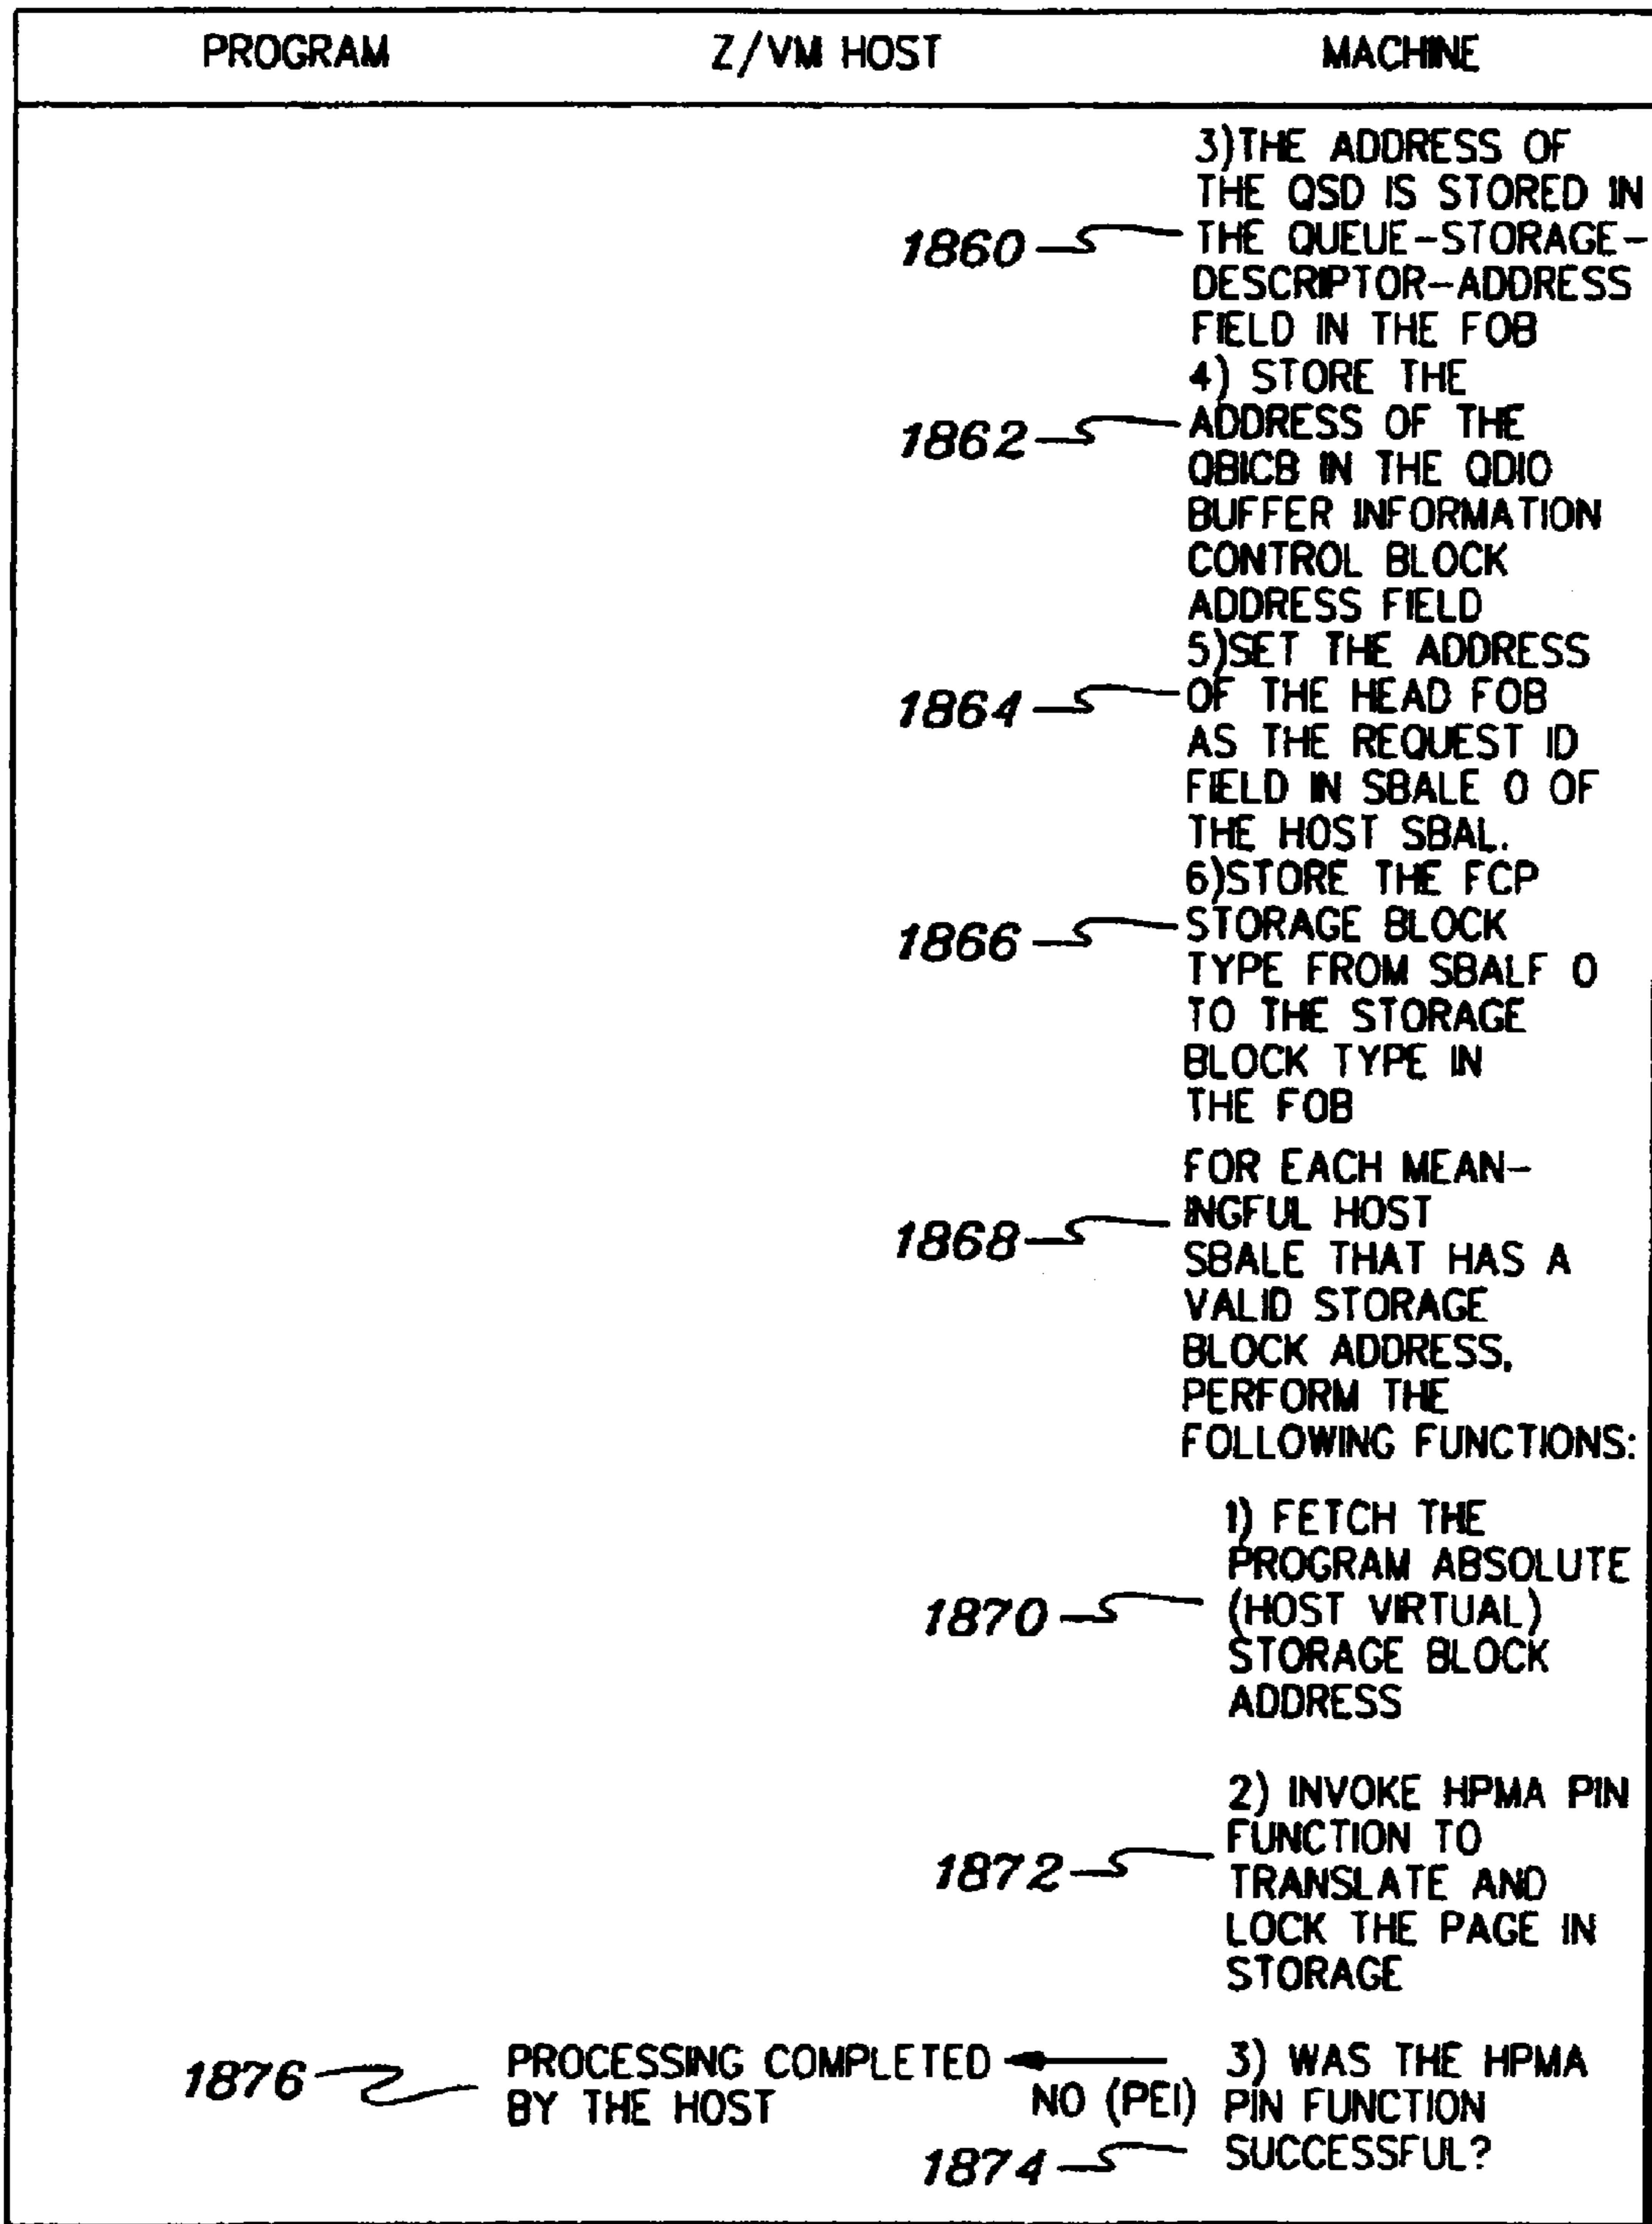 PROGRAM Z/VM HOST MACHINE
3)THE ADDRESS OF
THE QSD IS STORED IN
1860 THE QUEUE-STORAGE-
DESCRIPTOR-ADDRESS
FIELD IN THE FOB
4) STORE THE
1862 ADDRESS OF THE
QBICB IN THE QDIO
BUFFER INFORMATION
CONTROL BLOCK
ADDRESS FIELD
5)SET THE ADDRESS
1864 OF THE HEAD FOB
AS THE REQUEST ID
FIELD IN SBALE 0 OF
THE HOST SBAL.
6)STORE THE FCP
1866 STORAGE BLOCK
TYPE FROM SBALF 0
TO THE STORAGE
BLOCK TYPE IN
THE FOB
FOR EACH MEAN-
1868 INGFUL HOST
SBALE THAT HAS A
VALID STORAGE
BLOCK ADDRESS,
PERFORM THE
FOLLOWING FUNCTIONS:
1) FETCH THE
PROGRAM ABSOLUTE
1870 (HOST VIRTUAL)
STORAGE BLOCK
ADDRESS
2) INVOKE HPMA PIN
FUNCTION TO
1872 TRANSLATE AND
LOCK THE PAGE IN
STORAGE
1876 PROCESSING COMPLETED 3) WAS THE HPMA
BY THE HOST NO (PEI) PIN FUNCTION
1874 SUCCESSFUL?